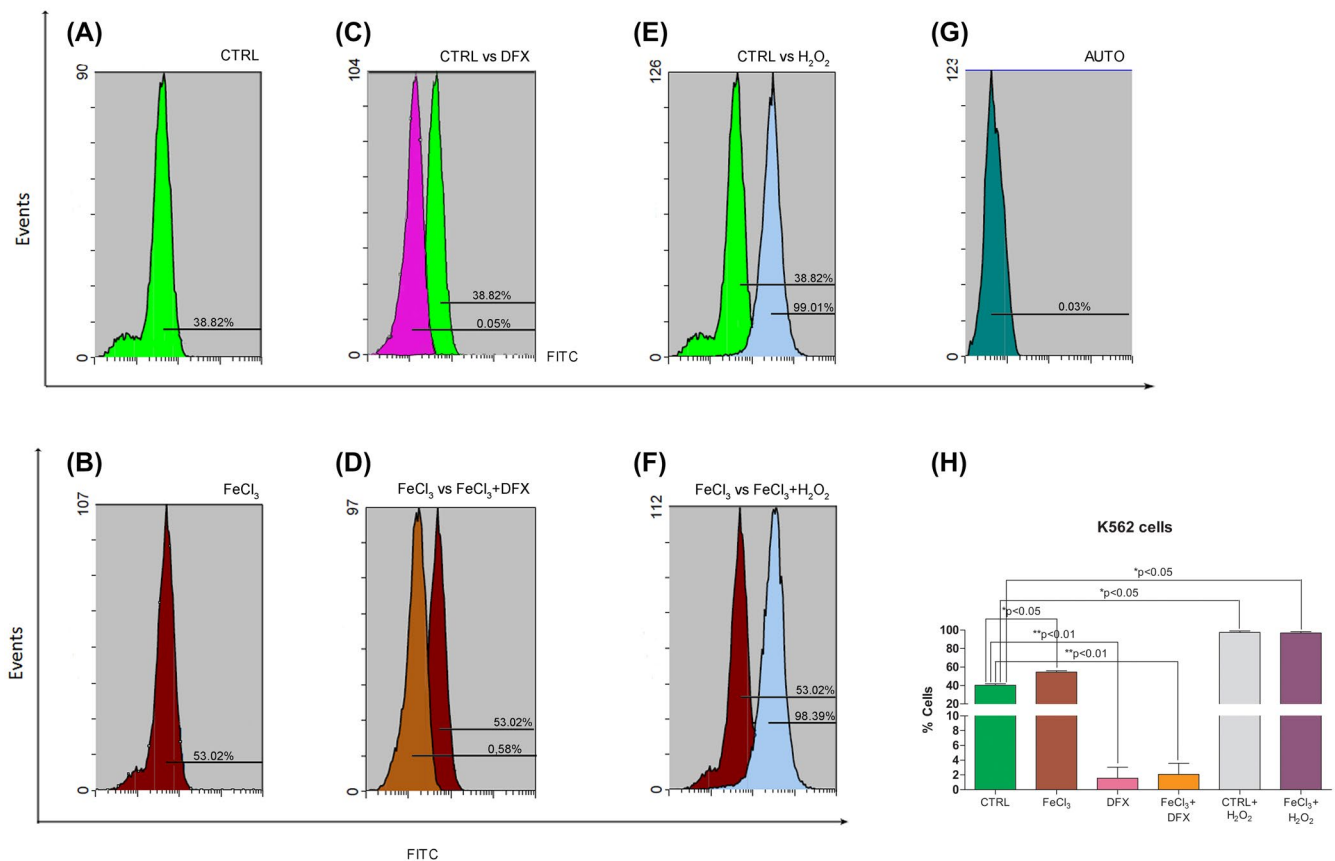 (A)
CTRL
90
38.82%
0
(C)
CTRL vs DFX
104
38.82%
0.05%
0
FITC
(E)
CTRL vs H₂O₂
126
38.82%
99.01%
0
(G)
AUTO
123
0.03%
0
Events
(B)
FeCl₃
107
53.02%
0
(D)
FeCl₃ vs FeCl₃+DFX
97
53.02%
0,58%
0
(F)
FeCl₃ vs FeCl₃+H₂O₂
112
53.02%
98.39%
0
Events
FITC
(H)
K562 cells
*p<0.05
*p<0.05
*p<0.05
**p<0.01
**p<0.01
% Cells
100
80
60
40
20
10
8
6
4
2
0
CTRL
FeCl₃
DFX
FeCl₃+
DFX
CTRL+
H₂O₂
FeCl₃+
H₂O₂